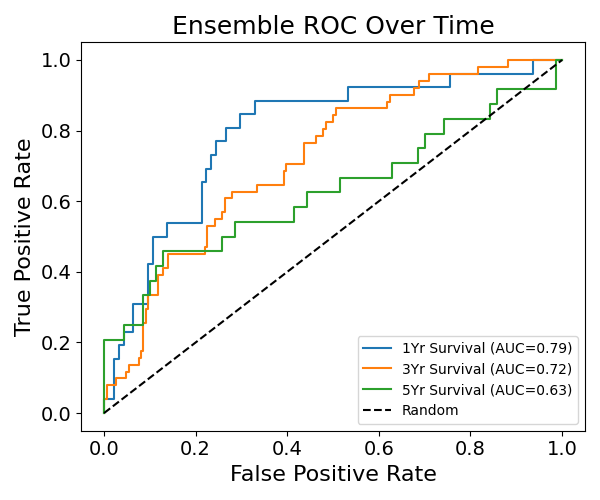 Ensemble ROC Over Time
True Positive Rate
1.0
0.8
0.6
0.4
0.2
0.0
1Yr Survival (AUC=0.79)
3Yr Survival (AUC=0.72)
5Yr Survival (AUC=0.63)
Random
0.0 0.2 0.4 0.6 0.8 1.0
False Positive Rate